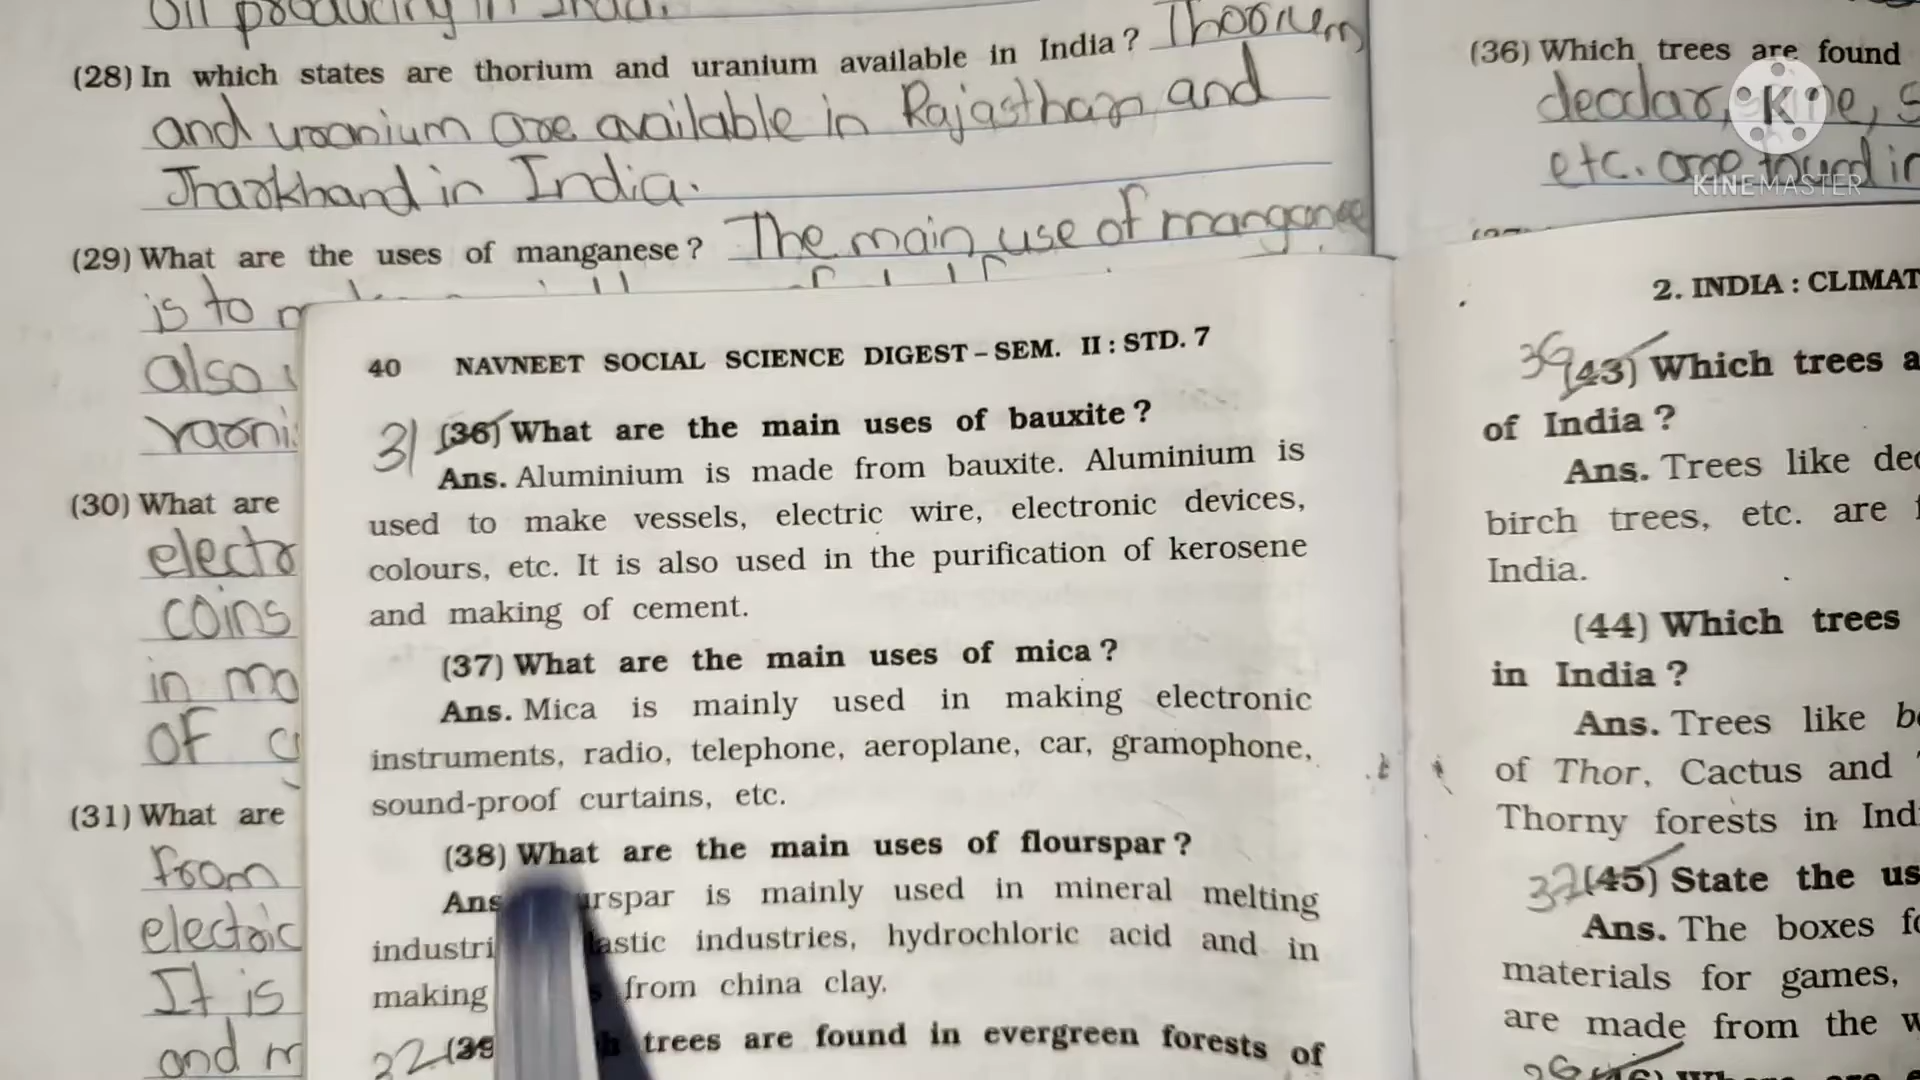 oil producing in India.
(28) In which states are thorium and uranium available in India ? Thorium
and uranium are available in Rajasthan and
Jharkhand in India.
(29) What are the uses of manganese ? The main use of manganese
is to
also
varni
(30) What are
electr
coins
in mo
of
(31) What are
from
electric
It is
and m
40 NAVNEET SOCIAL SCIENCE DIGEST – SEM. II : STD. 7
31 (36) What are the main uses of bauxite ?
Ans. Aluminium is made from bauxite. Aluminium is
used to make vessels, electric wire, electronic devices,
colours, etc. It is also used in the purification of kerosene
and making of cement.
(37) What are the main uses of mica ?
Ans. Mica is mainly used in making electronic
instruments, radio, telephone, aeroplane, car, gramophone,
sound-proof curtains, etc.
(38) What are the main uses of flourspar ?
Ans urspar is mainly used in mineral melting
industri astic industries, hydrochloric acid and in
making from china clay.
(39 trees are found in evergreen forests of
(36) Which trees are found
deodar,
etc. are found in
K
KINEMASTER
2. INDIA : CLIMAT
36 (43) Which trees a
of India ?
Ans. Trees like deo
birch trees, etc. are
India.
(44) Which trees
in India ?
Ans. Trees like b
of Thor, Cactus and
Thorny forests in Ind
37 (45) State the us
Ans. The boxes fo
materials for games,
are made from the w